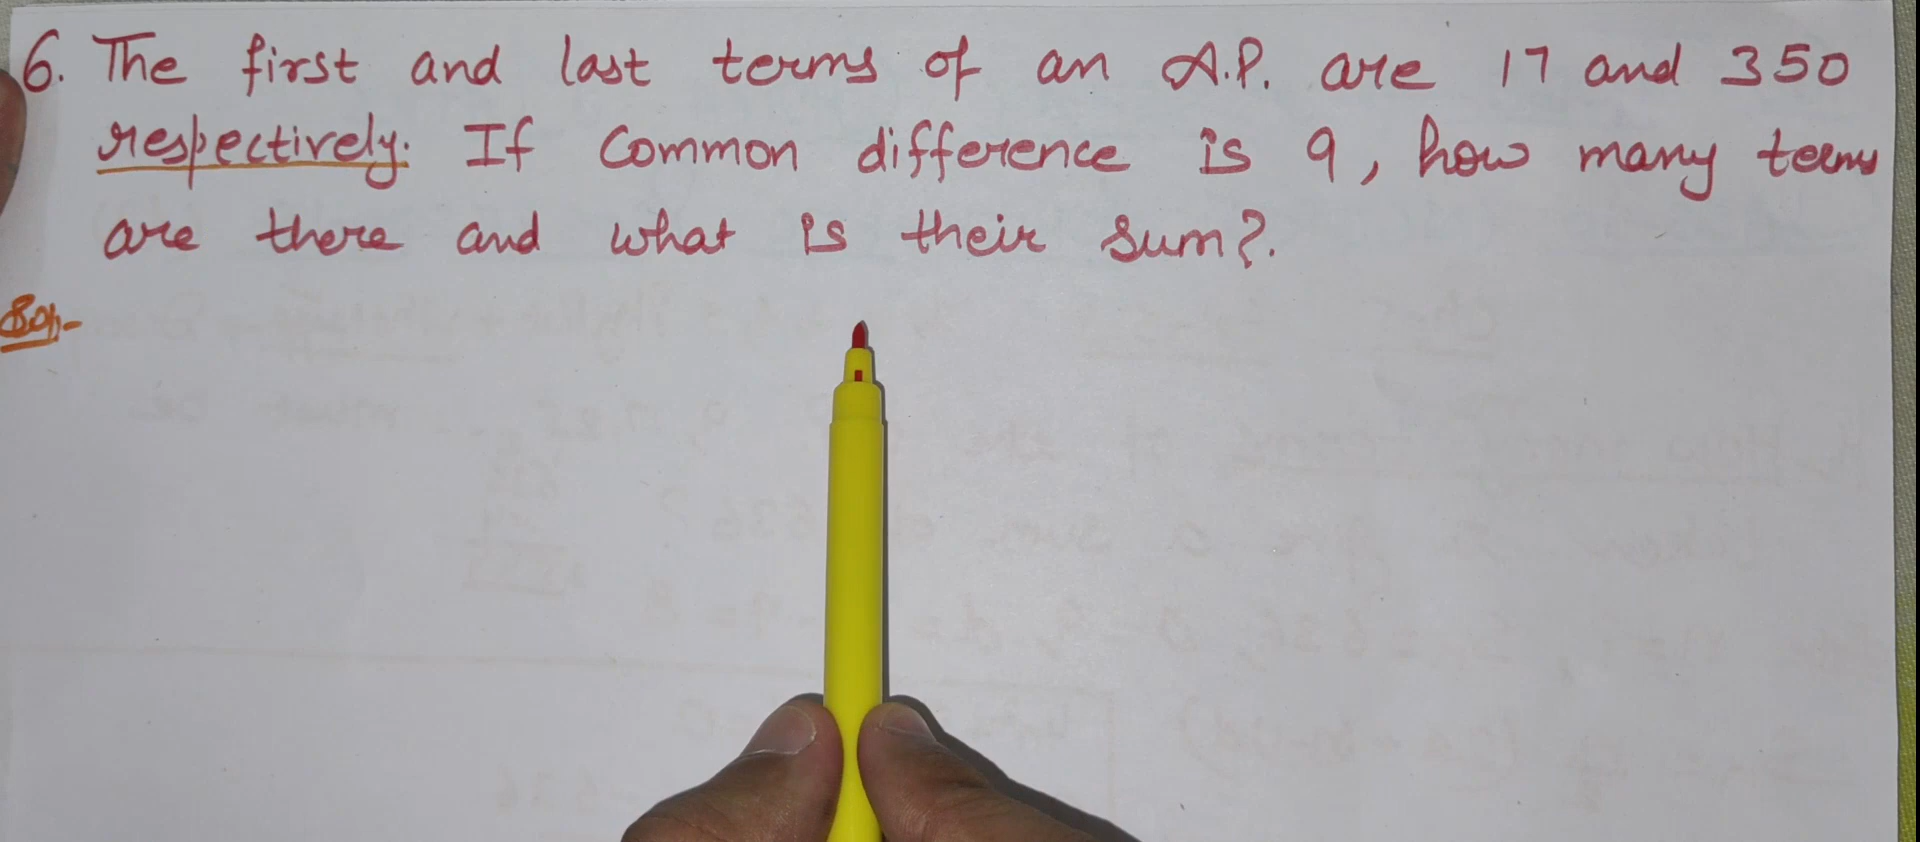 6. The first and last terms of an A.P. are 17 and 350
respectively. If common difference is 9, how many terms
are there and what is their sum?.
Sol:-